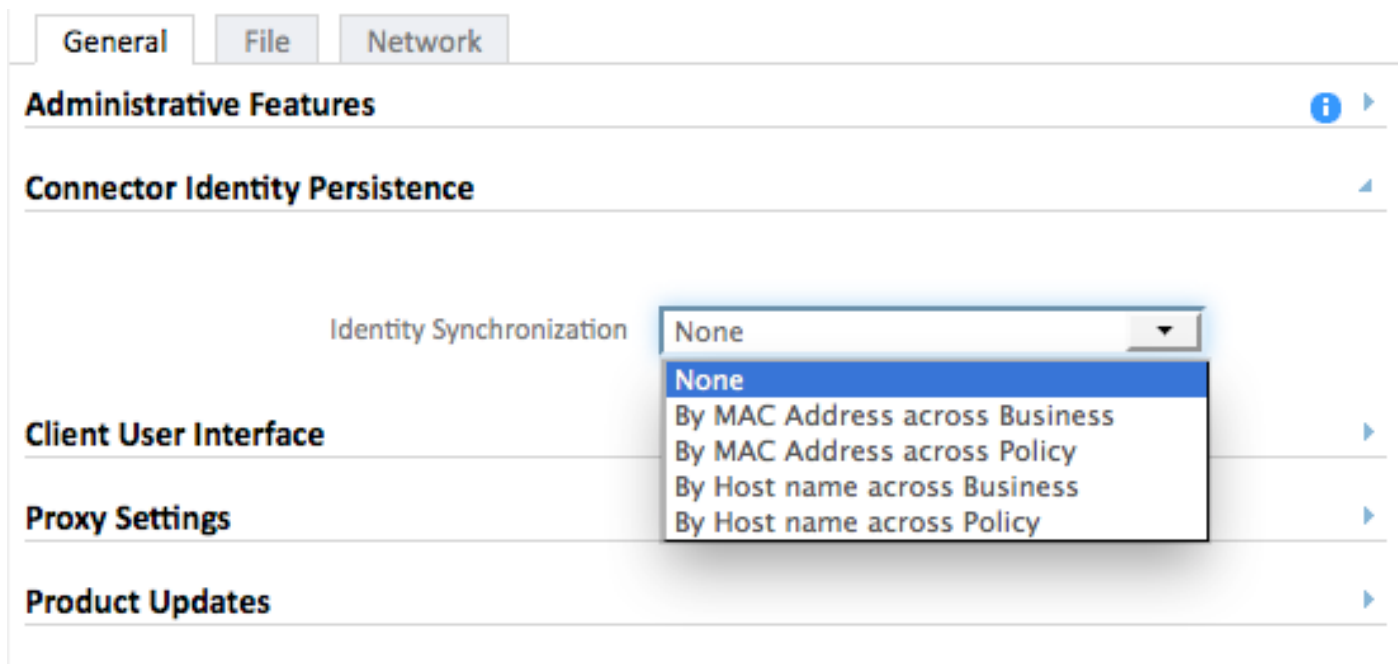 General File Network
Administrative Features
Connector Identity Persistence
Identity Synchronization None
None
By MAC Address across Business
By MAC Address across Policy
By Host name across Business
By Host name across Policy
Client User Interface
Proxy Settings
Product Updates